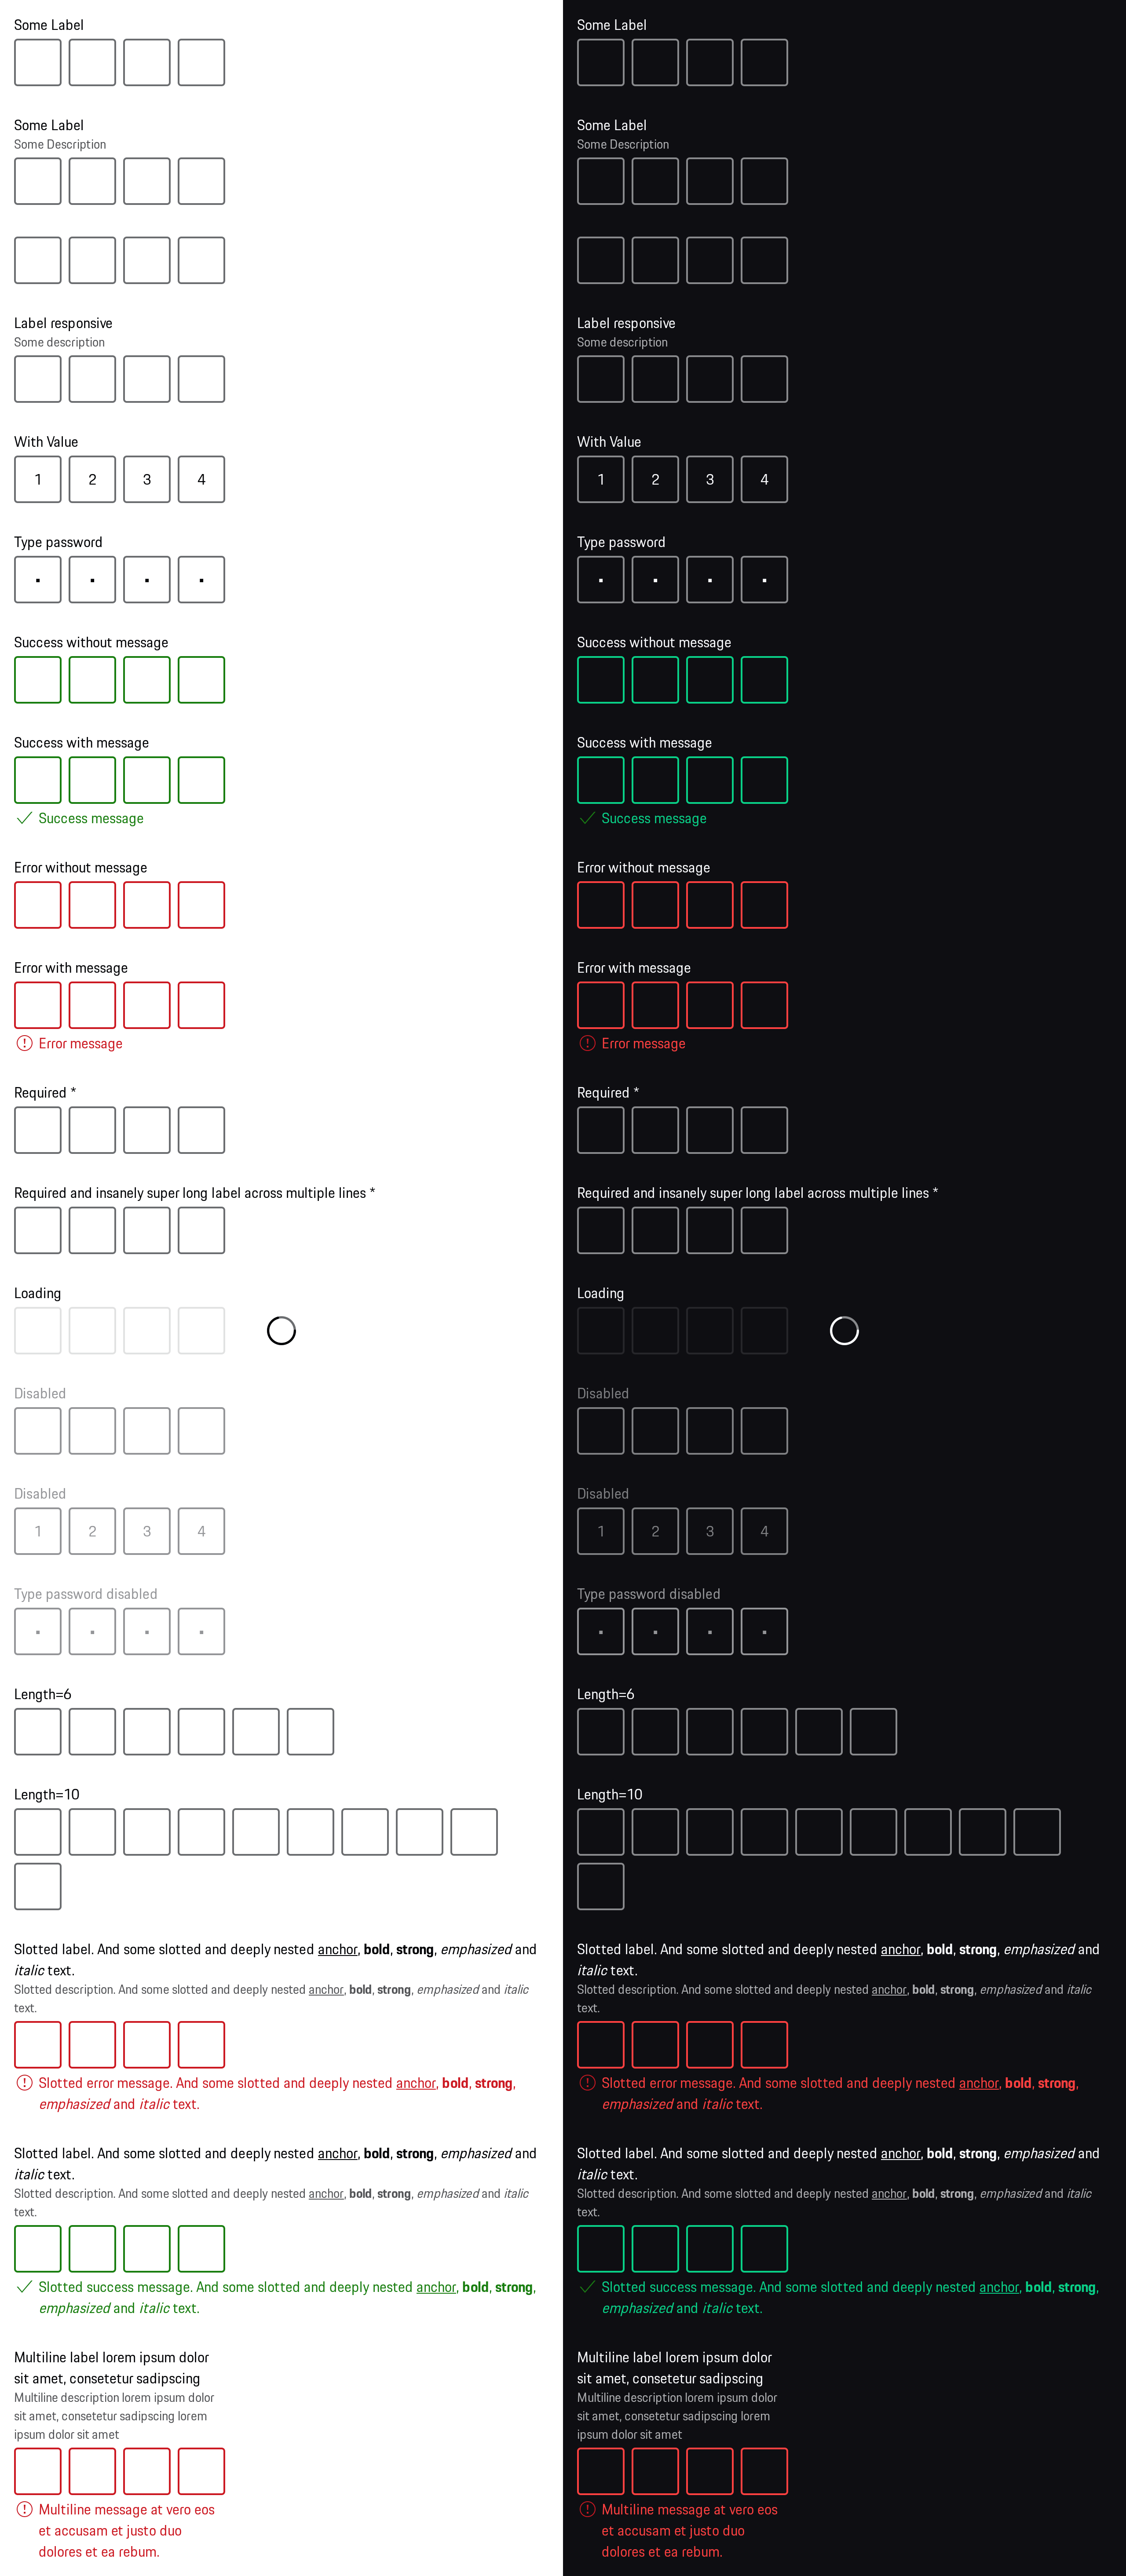 Some Label
Some Label
Some Description
Label responsive
Some description
With Value
1 2 3 4
Type password
Success without message
Success with message
Success message
Error without message
Error with message
Error message
Required *
Required and insanely super long label across multiple lines *
Loading
Disabled
Disabled
1 2 3 4
Type password disabled
Length=6
Length=10
Slotted label. And some slotted and deeply nested anchor, bold, strong, emphasized and
italic text.
Slotted description. And some slotted and deeply nested anchor, bold, strong, emphasized and italic
text.
Slotted error message. And some slotted and deeply nested anchor, bold, strong,
emphasized and italic text.
Slotted label. And some slotted and deeply nested anchor, bold, strong, emphasized and
italic text.
Slotted description. And some slotted and deeply nested anchor, bold, strong, emphasized and italic
text.
Slotted success message. And some slotted and deeply nested anchor, bold, strong,
emphasized and italic text.
Multiline label lorem ipsum dolor
sit amet, consetetur sadipscing
Multiline description lorem ipsum dolor
sit amet, consetetur sadipscing lorem
ipsum dolor sit amet
Multiline message at vero eos
et accusam et justo duo
dolores et ea rebum.
Some Label
Some Label
Some Description
Label responsive
Some description
With Value
1 2 3 4
Type password
Success without message
Success with message
Success message
Error without message
Error with message
Error message
Required *
Required and insanely super long label across multiple lines *
Loading
Disabled
Disabled
1 2 3 4
Type password disabled
Length=6
Length=10
Slotted label. And some slotted and deeply nested anchor, bold, strong, emphasized and
italic text.
Slotted description. And some slotted and deeply nested anchor, bold, strong, emphasized and italic
text.
Slotted error message. And some slotted and deeply nested anchor, bold, strong,
emphasized and italic text.
Slotted label. And some slotted and deeply nested anchor, bold, strong, emphasized and
italic text.
Slotted description. And some slotted and deeply nested anchor, bold, strong, emphasized and italic
text.
Slotted success message. And some slotted and deeply nested anchor, bold, strong,
emphasized and italic text.
Multiline label lorem ipsum dolor
sit amet, consetetur sadipscing
Multiline description lorem ipsum dolor
sit amet, consetetur sadipscing lorem
ipsum dolor sit amet
Multiline message at vero eos
et accusam et justo duo
dolores et ea rebum.